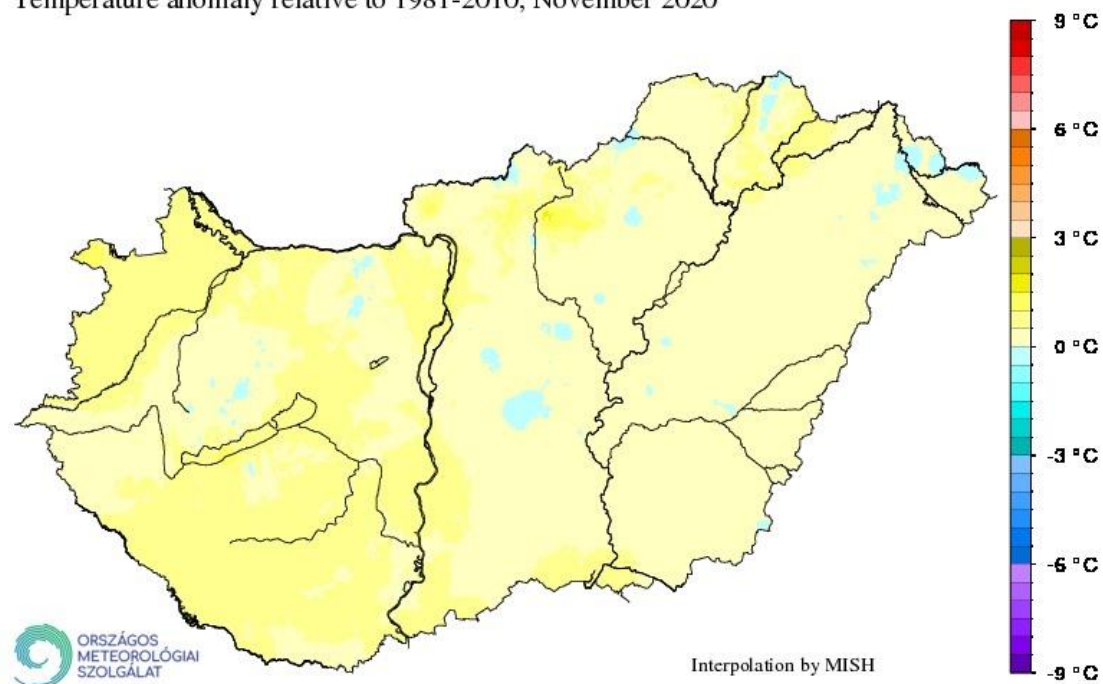 Temperature anomaly relative to 1981-2010, November 2020
9 °C
6 °C
3 °C
0 °C
-3 °C
-6 °C
-9 °C
ORSZÁGOS
METEOROLÓGIAI
SZOLGÁLAT
Interpolation by MISH